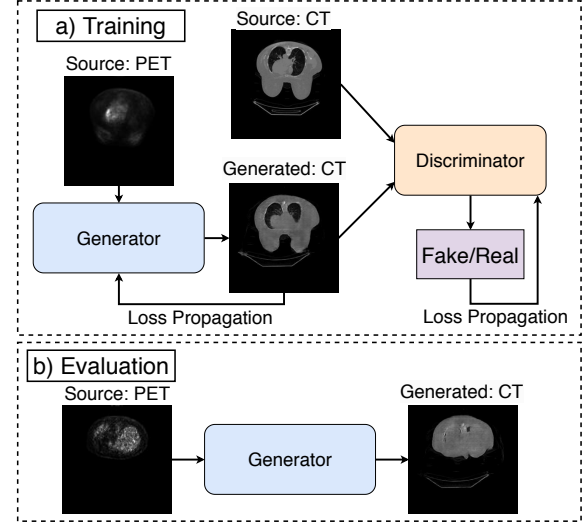 a) Training
Source: CT
Source: PET
Generated: CT
Discriminator
Generator
Fake/Real
Loss Propagation
Loss Propagation
b) Evaluation
Source: PET
Generated: CT
Generator